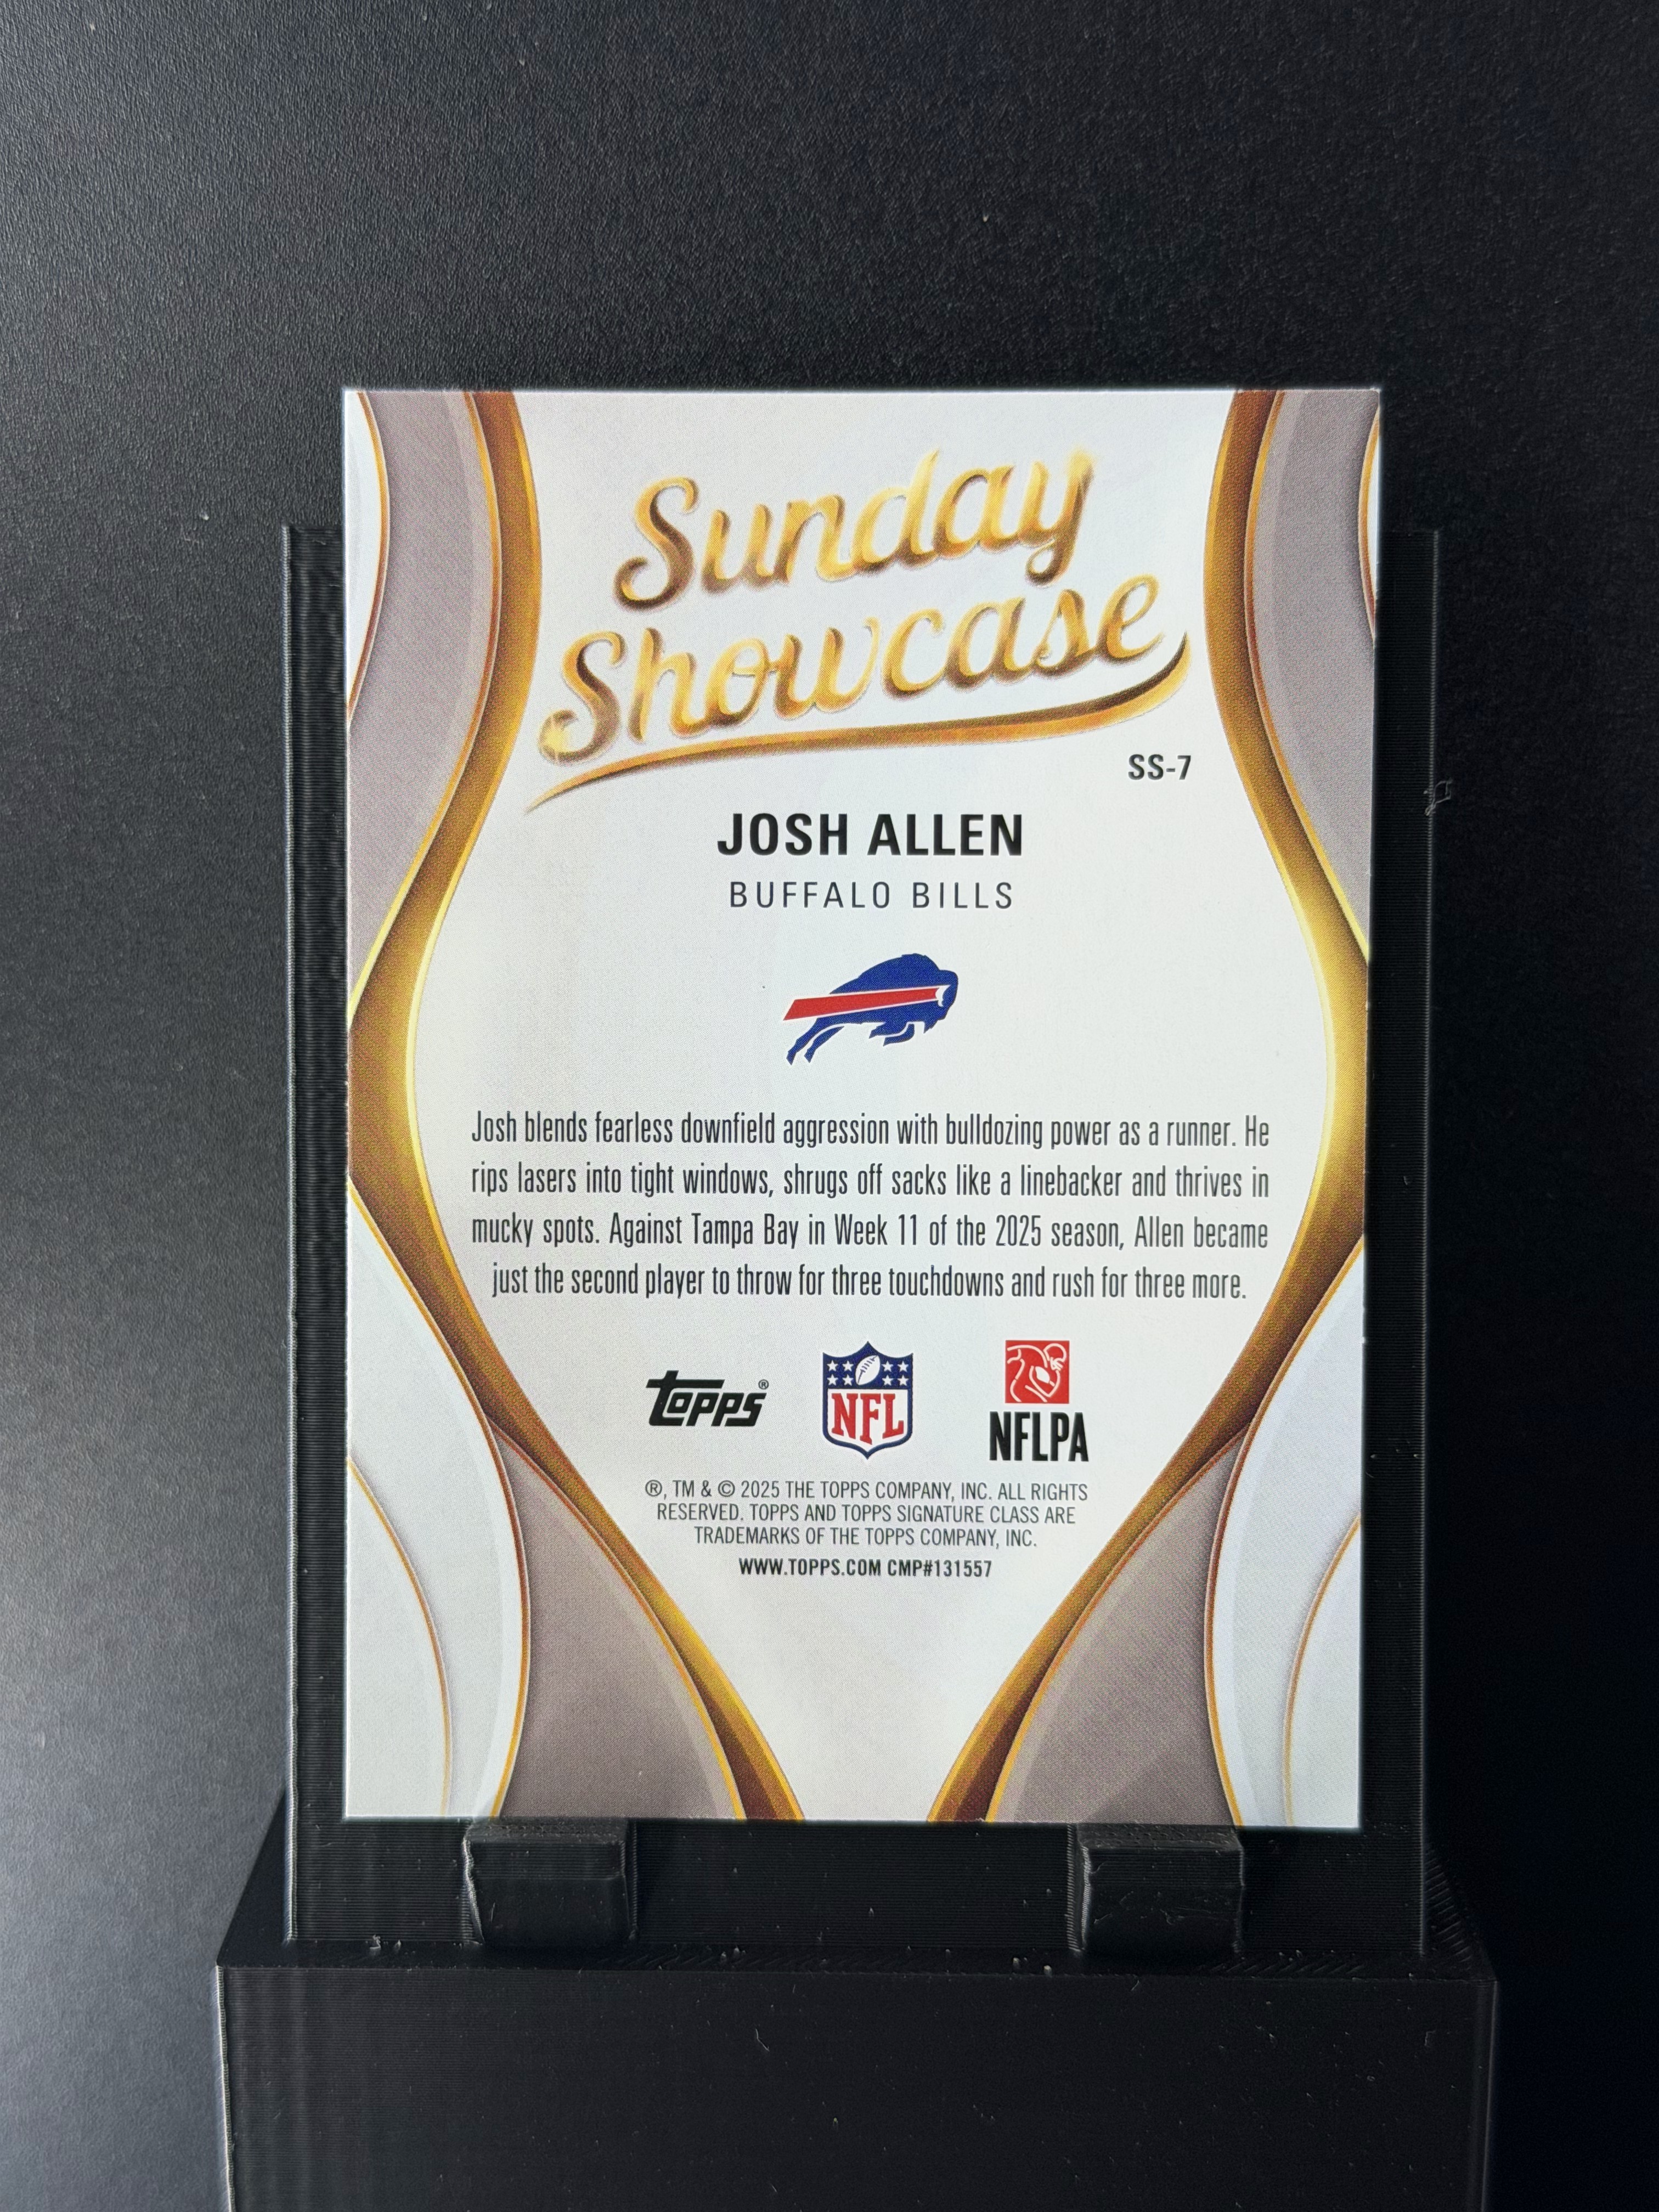 Sunday
Showcase
SS-7
JOSH ALLEN
BUFFALO BILLS
Josh blends fearless downfield aggression with bulldozing power as a runner. He
rips lasers into tight windows, shrugs off sacks like a linebacker and thrives in
mucky spots. Against Tampa Bay in Week 11 of the 2025 season, Allen became
just the second player to throw for three touchdowns and rush for three more.
Topps®
NFL
NFLPA
®, TM & © 2025 THE TOPPS COMPANY, INC. ALL RIGHTS
RESERVED. TOPPS AND TOPPS SIGNATURE CLASS ARE
TRADEMARKS OF THE TOPPS COMPANY, INC.
WWW.TOPPS.COM CMP#131557